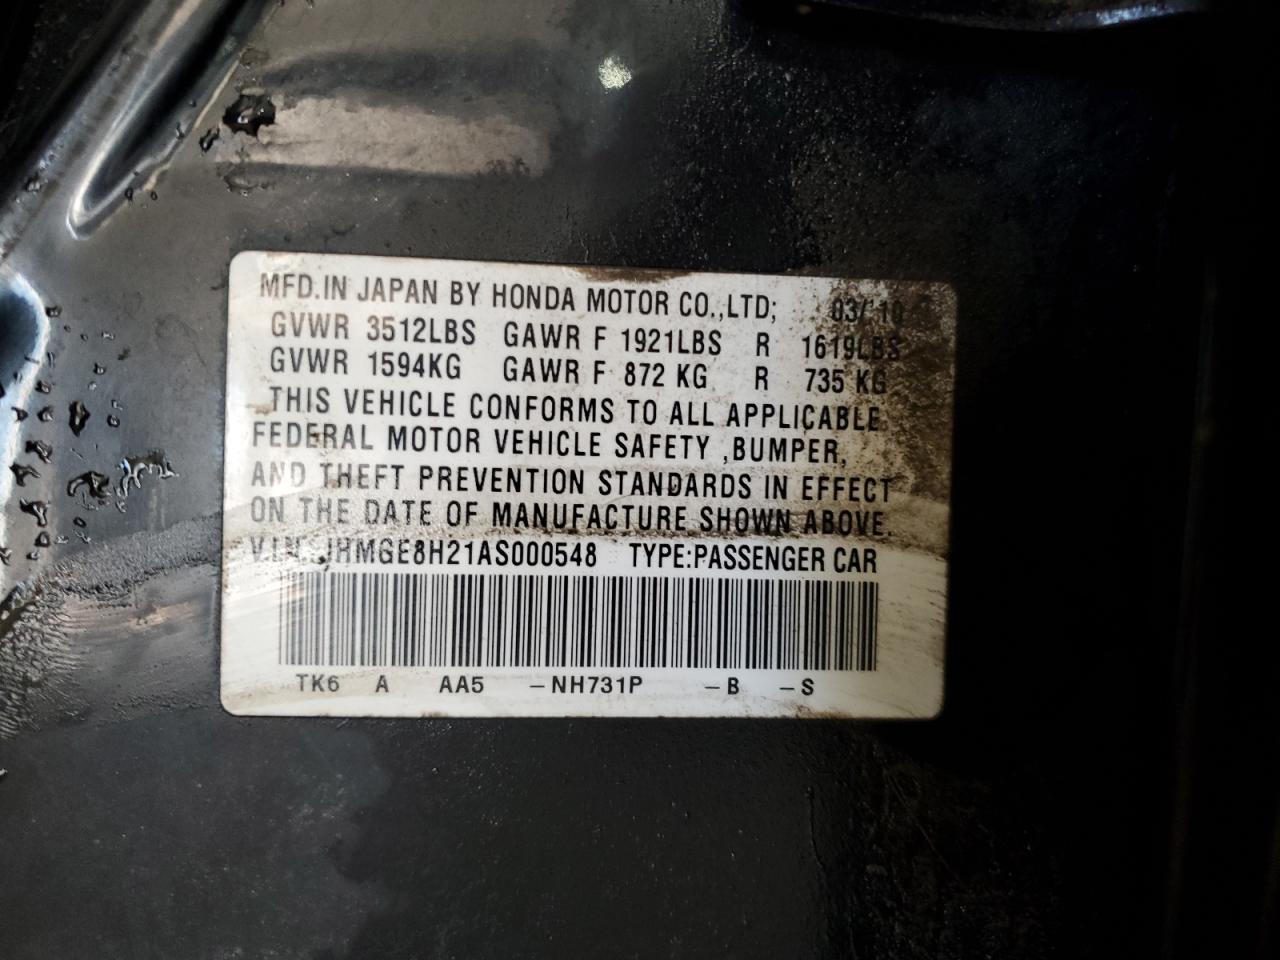 MFD.IN JAPAN BY HONDA MOTOR CO.,LTD; 03/'10
GVWR 3512LBS GAWR F 1921LBS R 1619LBS
GVWR 1594KG GAWR F 872 KG R 735 KG
THIS VEHICLE CONFORMS TO ALL APPLICABLE
FEDERAL MOTOR VEHICLE SAFETY ,BUMPER,
AND THEFT PREVENTION STANDARDS IN EFFECT
ON THE DATE OF MANUFACTURE SHOWN ABOVE.
V.I.N.: JHMGE8H21AS000548 TYPE:PASSENGER CAR
TK6 A AA5 -NH731P -B -S